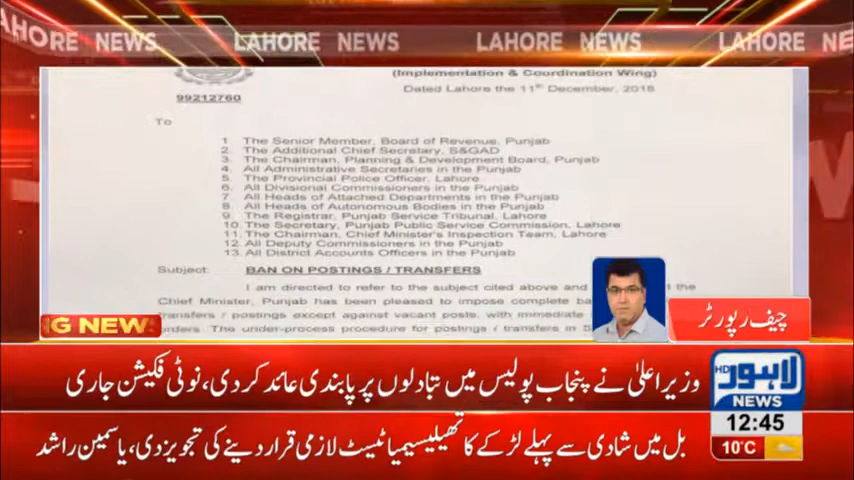 LAHORE NEWS LAHORE NEWS LAHORE NEWS LAHORE NE
(Implementation & Coordination Wing)
99212760
Dated Lahore the 11th December, 2018
To
1. The Senior Member, Board of Revenue, Punjab
2. The Additional Chief Secretary, S&GAD
3. The Chairman, Planning & Development Board, Punjab
4. All Administrative Secretaries in the Punjab
5. The Provincial Police Officer, Lahore
6. All Divisional Commissioners in the Punjab
7. All Heads of Attached Departments in the Punjab
8. All Heads of Autonomous Bodies in the Punjab
9. The Registrar, Punjab Service Tribunal, Lahore
10. The Secretary, Punjab Public Service Commission, Lahore
11. The Chairman, Chief Minister's Inspection Team, Lahore
12. All Deputy Commissioners in the Punjab
13. All District Accounts Officers in the Punjab
Subject: BAN ON POSTINGS / TRANSFERS
I am directed to refer to the subject cited above and the
Chief Minister, Punjab has been pleased to impose complete ba
transfers / postings except against vacant posts, with immediate
orders. The under-process procedure for postings / transfers in S
چیف رپورٹر
NG NEWS
وزیراعلیٰ نے پنجاب پولیس میں تبادلوں پر پابندی عائد کر دی، نوٹی فکیشن جاری
HD لاہور
NEWS
12:45
10°C
بل میں شادی سے پہلے لڑکے کا تھیلیسیمیا ٹیسٹ لازمی قرار دینے کی تجویز دی، یاسمین راشد